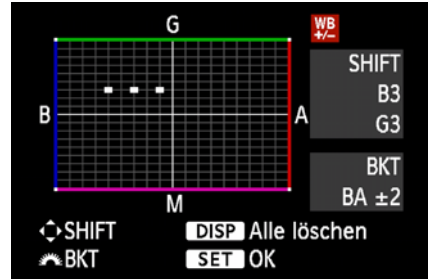 G
WB
+/−
SHIFT
B3
G3
B
A
BKT
BA ±2
M
SHIFT
DISP Alle löschen
BKT
SET OK